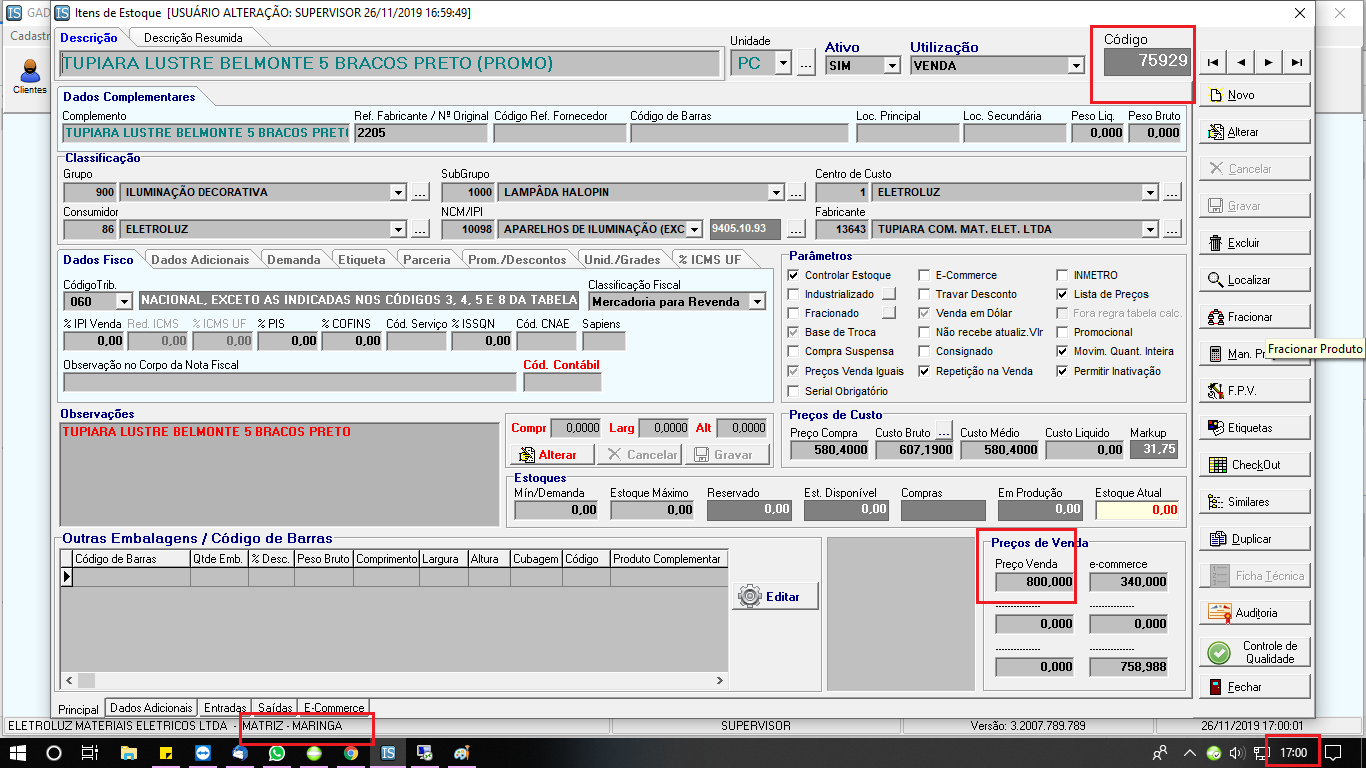 GAD
Itens de Estoque [USUÁRIO ALTERAÇÃO: SUPERVISOR 26/11/2019 16:59:49]
Cadastr
Clientes
Descrição
Descrição Resumida
Unidade
Ativo
Utilização
Código
TUPIARA LUSTRE BELMONTE 5 BRACOS PRETO (PROMO)
PC
...
SIM
VENDA
75929
Dados Complementares
Complemento
Ref. Fabricante / Nº Original
Código Ref. Fornecedor
Código de Barras
Loc. Principal
Loc. Secundária
Peso Liq.
Peso Bruto
TUPIARA LUSTRE BELMONTE 5 BRACOS PRETO
2205
0,000
0,000
Classificação
Grupo
SubGrupo
Centro de Custo
900
ILUMINAÇÃO DECORATIVA
...
1000
LAMPÂDA HALOPIN
...
1
ELETROLUZ
...
Consumidor
NCM/IPI
Fabricante
86
ELETROLUZ
...
10098
APARELHOS DE ILUMINAÇÃO (EXC
9405.10.93
...
13643
TUPIARA COM. MAT. ELET. LTDA
...
Dados Fisco
Dados Adicionais
Demanda
Etiqueta
Parceria
Prom./Descontos
Unid./Grades
% ICMS UF
CódigoTrib.
Classificação Fiscal
060
NACIONAL, EXCETO AS INDICADAS NOS CÓDIGOS 3, 4, 5 E 8 DA TABELA
Mercadoria para Revenda
% IPI Venda
Red. ICMS
% ICMS UF
% PIS
% COFINS
Cód. Serviço
% ISSQN
Cód. CNAE
Sapiens
0,00
0,00
0,00
0,00
0,00
0,00
Observação no Corpo da Nota Fiscal
Cód. Contábil
Parâmetros
Controlar Estoque
E-Commerce
INMETRO
Industrializado
Travar Desconto
Lista de Preços
Fracionado
Venda em Dólar
Fora regra tabela calc.
Base de Troca
Não recebe atualiz.Vlr
Promocional
Compra Suspensa
Consignado
Movim. Quant. Inteira
Preços Venda Iguais
Repetição na Venda
Permitir Inativação
Serial Obrigatório
Observações
TUPIARA LUSTRE BELMONTE 5 BRACOS PRETO
Compr
0,0000
Larg
0,0000
Alt
0,0000
Alterar
Cancelar
Gravar
Preços de Custo
Preço Compra
Custo Bruto
...
Custo Médio
Custo Liquido
Markup
580,4000
607,1900
580,4000
0,00
31,75
Estoques
Mín/Demanda
Estoque Máximo
Reservado
Est. Disponível
Compras
Em Produção
Estoque Atual
0,00
0,00
0,00
0,00
0,00
0,00
Outras Embalagens / Código de Barras
Código de Barras
Qtde Emb.
% Desc.
Peso Bruto
Comprimento
Largura
Altura
Cubagem
Código
Produto Complementar
Editar
Preços de Venda
Preço Venda
e-commerce
800,000
340,000
---------------
---------------
0,000
0,000
---------------
---------------
0,000
758,988
Novo
Alterar
Cancelar
Gravar
Excluir
Localizar
Fracionar
Man. Pr
Fracionar Produto
F.P.V.
Etiquetas
CheckOut
Similares
Duplicar
Ficha Técnica
Auditoria
Controle de
Qualidade
Fechar
Principal
Dados Adicionais
Entradas
Saídas
E-Commerce
ELETROLUZ MATERIAIS ELETRICOS LTDA - MATRIZ - MARINGA
SUPERVISOR
Versão: 3.2007.789.789
26/11/2019 17:00:01
IS
17:00